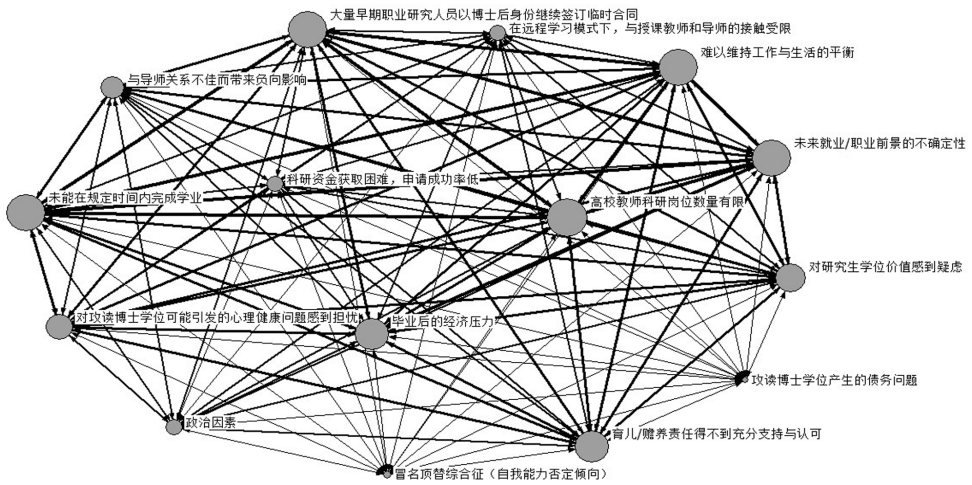 大量早期职业研究人员以博士后身份继续签订临时合同
在远程学习模式下，与授课教师和导师的接触受限
难以维持工作与生活的平衡
与导师关系不佳而带来负向影响
未来就业/职业前景的不确定性
科研资金获取困难，申请成功率低
未能在规定时间内完成学业
高校教师科研岗位数量有限
对研究生学位价值感到疑虑
对攻读博士学位可能引发的心理健康问题感到担忧
毕业后的经济压力
攻读博士学位产生的债务问题
政治因素
育儿/赡养责任得不到充分支持与认可
冒名顶替综合征（自我能力否定倾向）